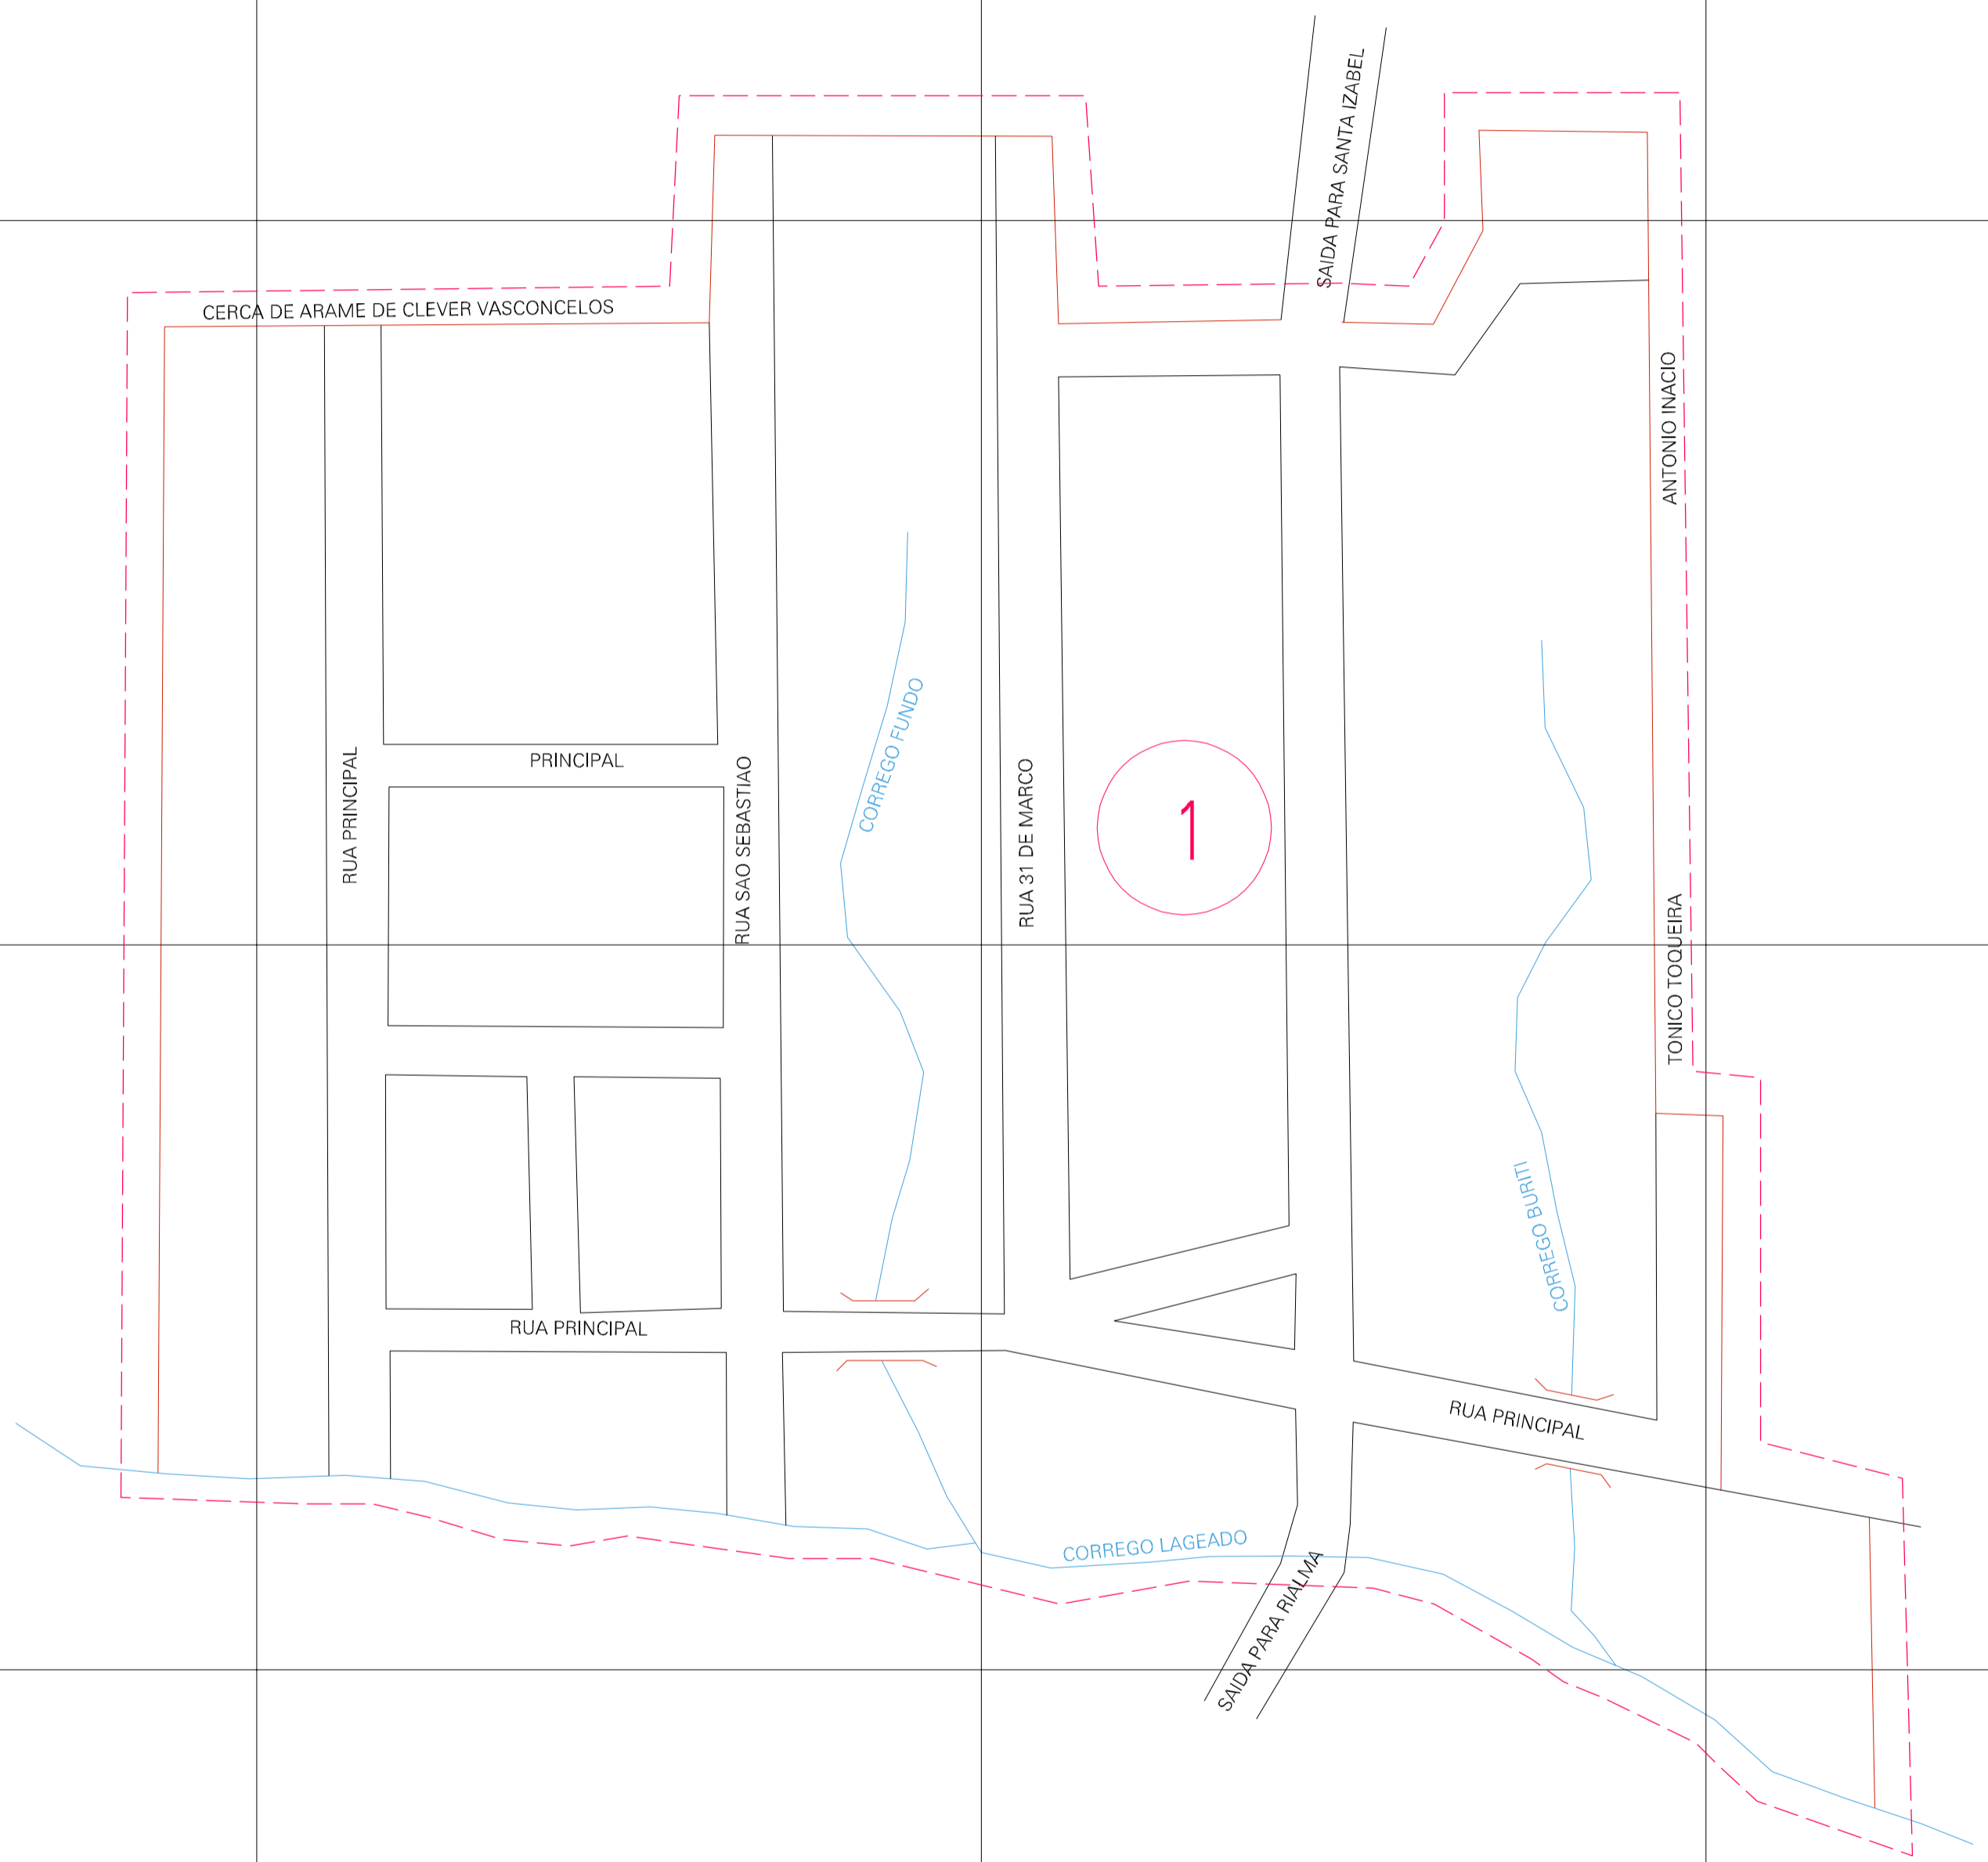 SAIDA PARA SANTA IZABEL
CERCA DE ARAME DE CLEVER VASCONCELOS
ANTONIO INACIO
CORREGO FUNDO
RUA PRINCIPAL
PRINCIPAL
RUA SAO SEBASTIAO
RUA 31 DE MARCO
1
TONICO TOQUEIRA
CORREGO BURITI
RUA PRINCIPAL
RUA PRINCIPAL
CORREGO LAGEADO
SAIDA PARA RIALMA